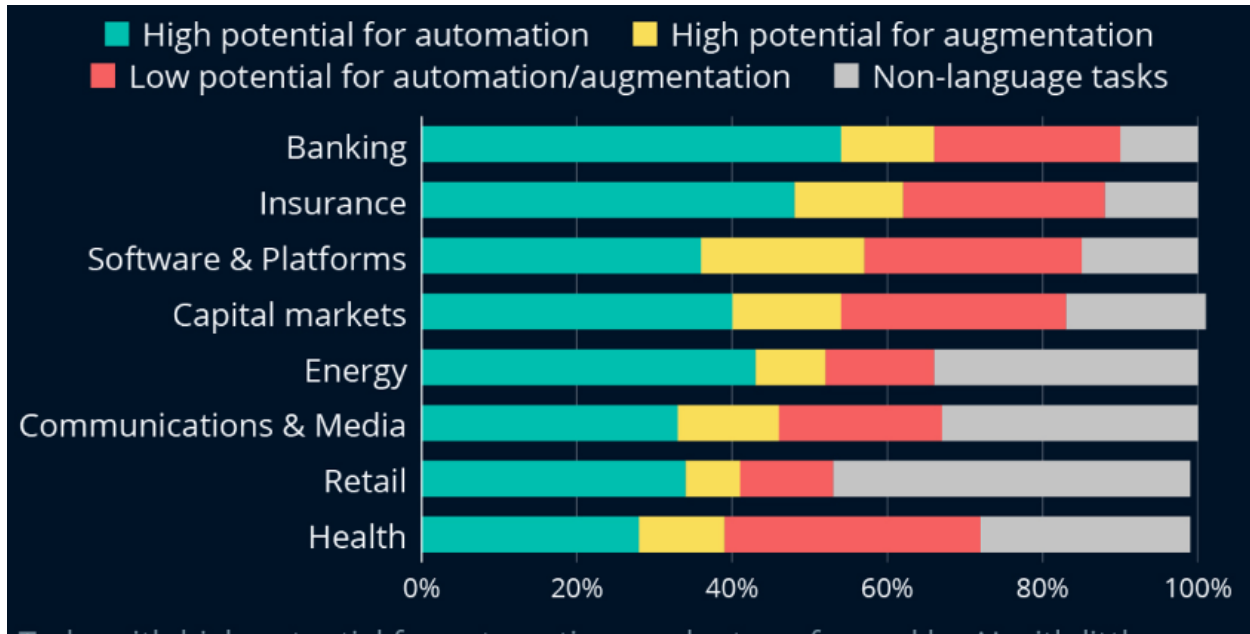 High potential for automation High potential for augmentation
Low potential for automation/augmentation Non-language tasks
Banking
Insurance
Software & Platforms
Capital markets
Energy
Communications & Media
Retail
Health
0% 20% 40% 60% 80% 100%